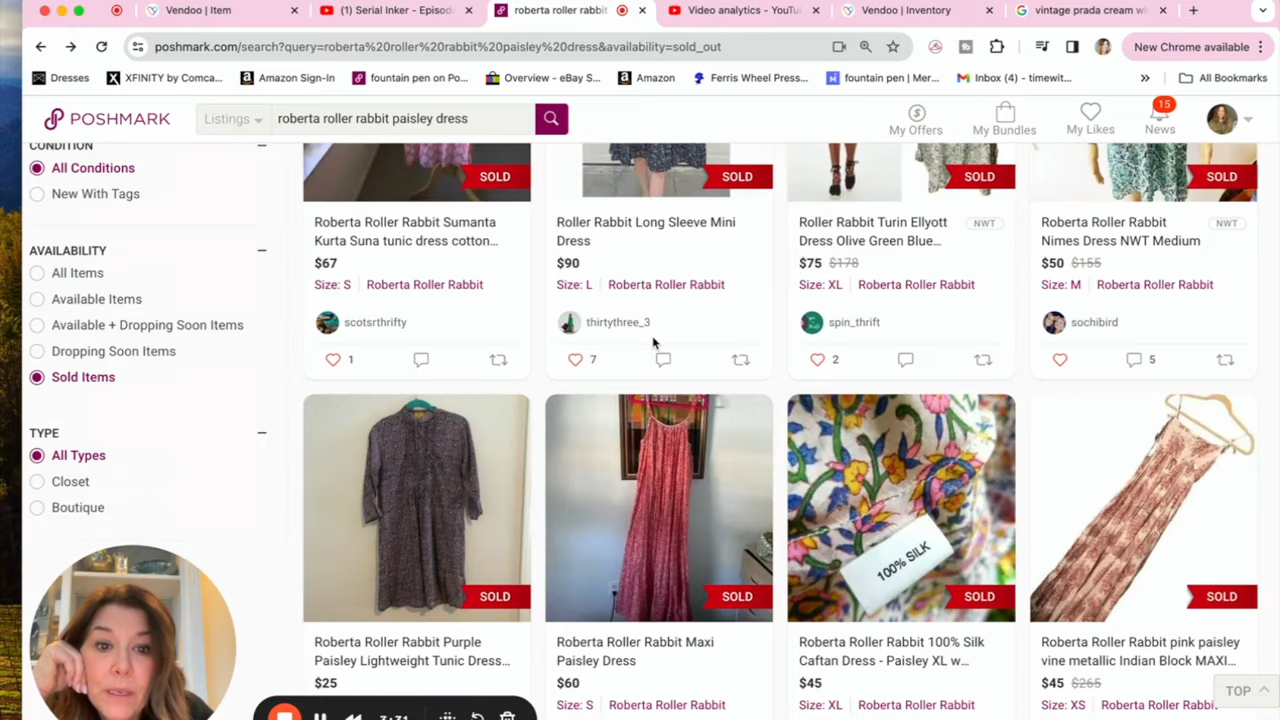 Vendoo | Item
(1) Serial Inker - Episod
roberta roller rabbit
Video analytics - YouTu
Vendoo | Inventory
vintage prada cream wi
poshmark.com/search?query=roberta%20roller%20rabbit%20paisley%20dress&availability=sold_out
New Chrome available
Dresses
XFINITY by Comca...
Amazon Sign-In
fountain pen on Po...
Overview - eBay S...
Amazon
Ferris Wheel Press...
fountain pen | Mer...
Inbox (4) - timewit...
All Bookmarks
POSHMARK
Listings
roberta roller rabbit paisley dress
My Offers
My Bundles
My Likes
15
News
CONDITION
All Conditions
New With Tags
AVAILABILITY
All Items
Available Items
Available + Dropping Soon Items
Dropping Soon Items
Sold Items
TYPE
All Types
Closet
Boutique
SOLD
SOLD
SOLD
SOLD
Roberta Roller Rabbit Sumanta
Kurta Suna tunic dress cotton...
$67
Size: S Roberta Roller Rabbit
scotsrthrifty
1
Roller Rabbit Long Sleeve Mini
Dress
$90
Size: L Roberta Roller Rabbit
thirtythree_3
7
Roller Rabbit Turin Ellyott
Dress Olive Green Blue...
NWT
$75 $178
Size: XL Roberta Roller Rabbit
spin_thrift
2
Roberta Roller Rabbit
Nimes Dress NWT Medium
NWT
$50 $155
Size: M Roberta Roller Rabbit
sochibird
5
SOLD
SOLD
100% SILK
SOLD
SOLD
Roberta Roller Rabbit Purple
Paisley Lightweight Tunic Dress...
$25
Roberta Roller Rabbit Maxi
Paisley Dress
$60
Size: S Roberta Roller Rabbit
Roberta Roller Rabbit 100% Silk
Caftan Dress - Paisley XL w...
$45
Size: XL Roberta Roller Rabbit
Roberta Roller Rabbit pink paisley
vine metallic Indian Block MAXI...
$45 $265
Size: XS Roberta Roller Rabbit
TOP